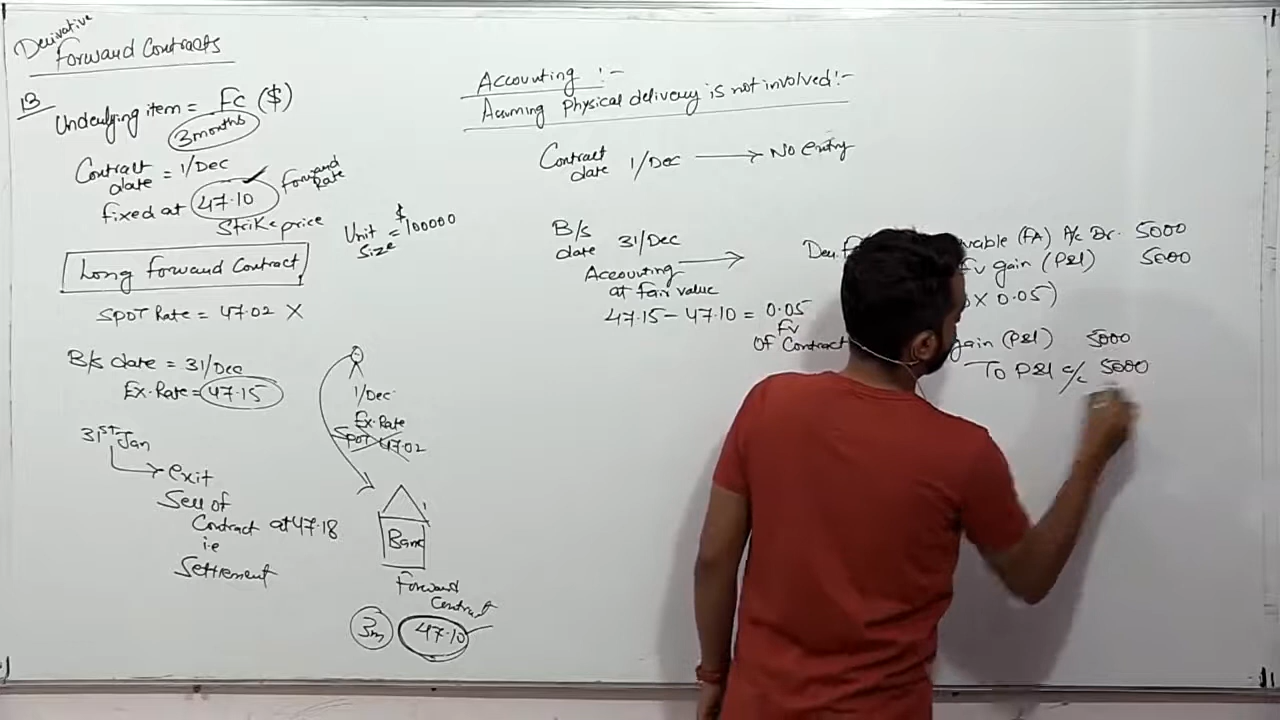 Derivative
Forward Contracts
Underlying item = FC ($)
3 months
Contract date = 1/Dec
fixed at 47.10 Forward Rate
Strike price
Unit Size = $100000
Long Forward Contract
SPOT Rate = 47.02 X
B/s date = 31/Dec
Ex. Rate = 47.15
31ST Jan
exit
Sell of
Contract at 47.18
i.e
Settlement
1/Dec
Ex. Rate
Spot 47.02
Bank
Forward
Contract
3m 47.10
Accounting :-
Assuming Physical delivery is not involved :-
Contract date 1/Dec → No entry
B/s date 31/Dec
Accounting at fair value
47.15 - 47.10 = 0.05
FV
Of Contract
(FA) A/c Dr. 5000
FV gain (P&L) 5000
X 0.05)
gain (P&L) 5000
To P&L a/c 5000